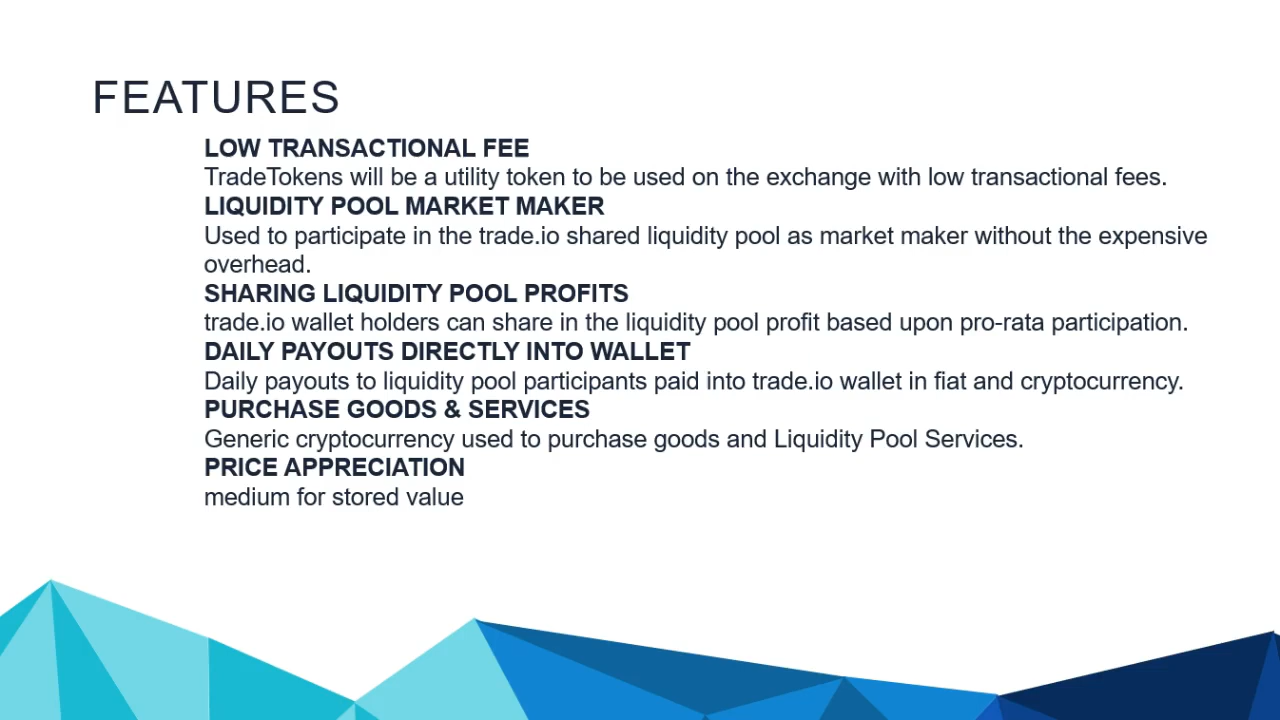 FEATURES
LOW TRANSACTIONAL FEE
TradeTokens will be a utility token to be used on the exchange with low transactional fees.
LIQUIDITY POOL MARKET MAKER
Used to participate in the trade.io shared liquidity pool as market maker without the expensive
overhead.
SHARING LIQUIDITY POOL PROFITS
trade.io wallet holders can share in the liquidity pool profit based upon pro-rata participation.
DAILY PAYOUTS DIRECTLY INTO WALLET
Daily payouts to liquidity pool participants paid into trade.io wallet in fiat and cryptocurrency.
PURCHASE GOODS & SERVICES
Generic cryptocurrency used to purchase goods and Liquidity Pool Services.
PRICE APPRECIATION
medium for stored value